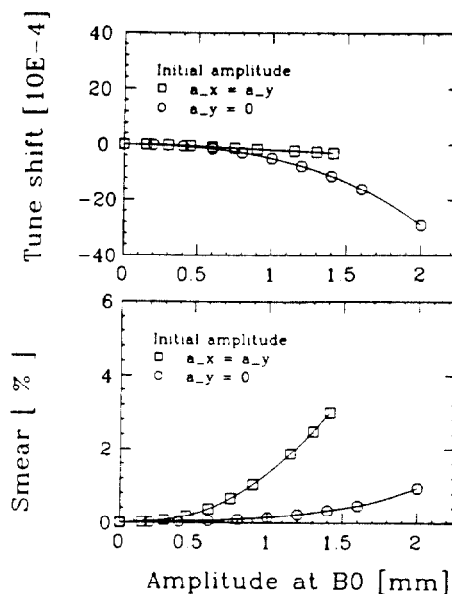 Tune shift [10E-4]
40
20
0
-20
-40
Initial amplitude
□ a_x = a_y
○ a_y = 0
0 0.5 1 1.5 2
Smear [ % ]
6
4
2
0
Initial amplitude
□ a_x = a_y
○ a_y = 0
0 0.5 1 1.5 2
Amplitude at B0 [mm]